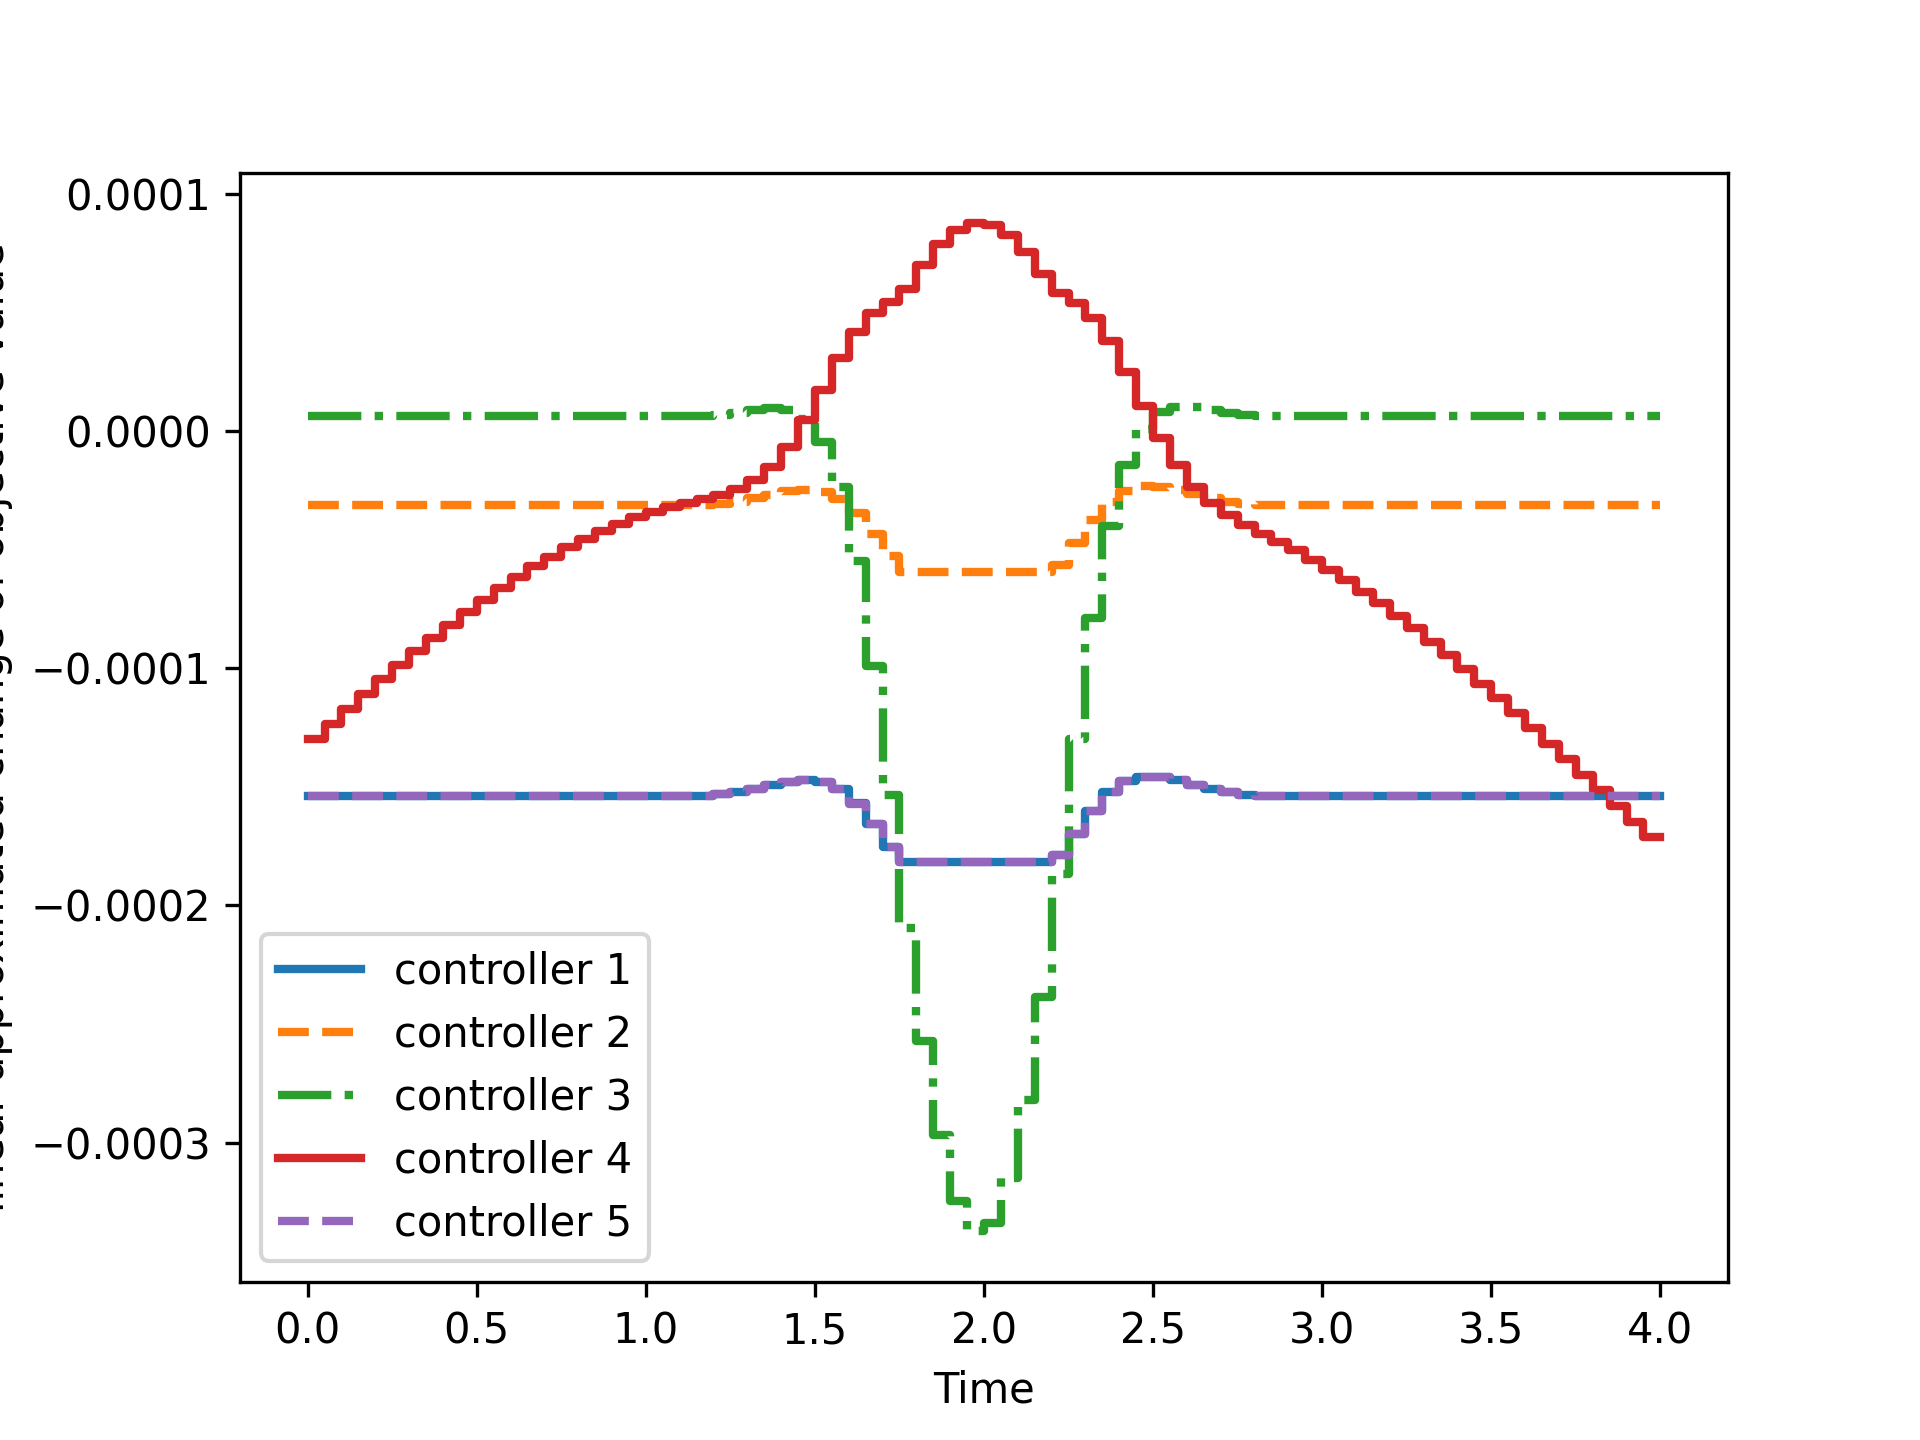 0.0001
0.0000
−0.0001
−0.0002
−0.0003
controller 1
controller 2
controller 3
controller 4
controller 5
0.0 0.5 1.0 1.5 2.0 2.5 3.0 3.5 4.0
Time